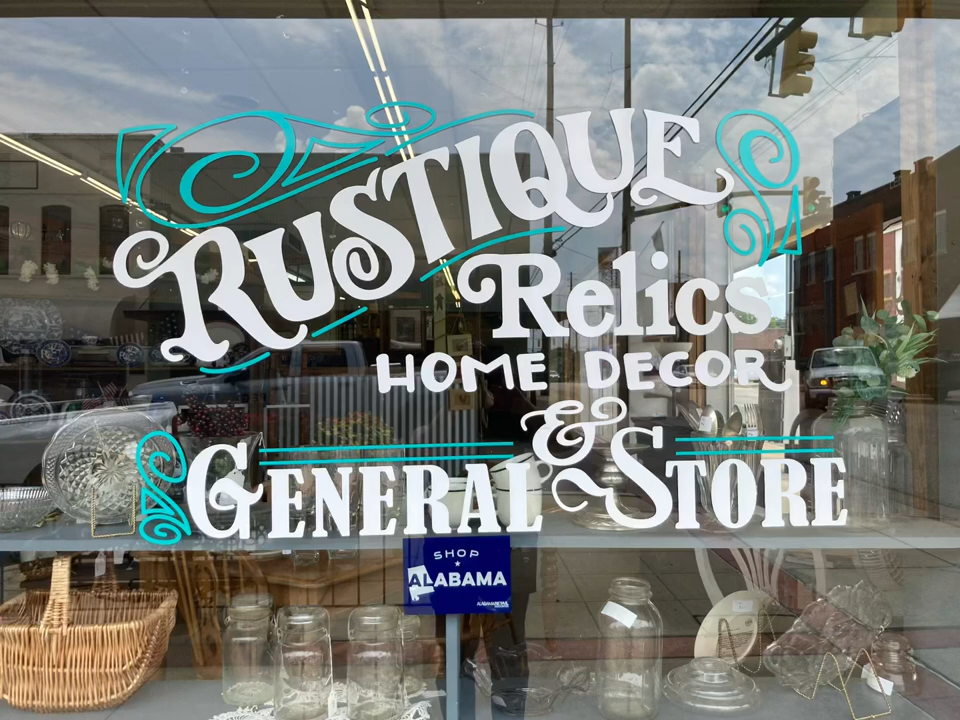 RUSTIQUE
Relics
HOME DECOR
&
GENERAL STORE
SHOP
ALABAMA